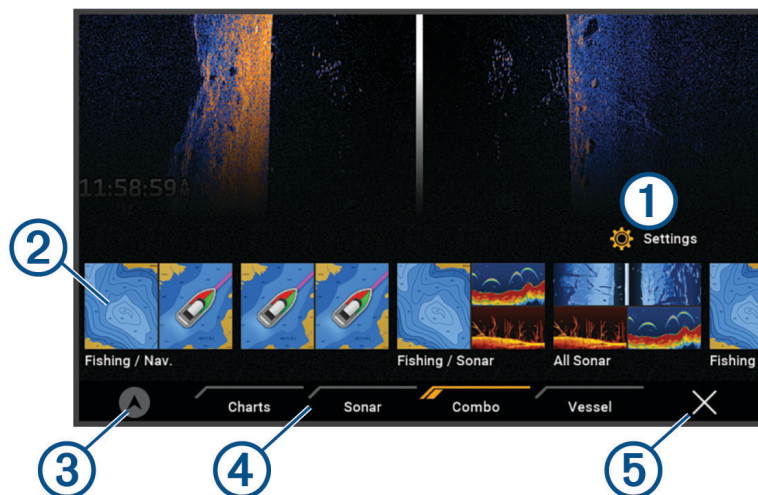 11:58:59
1
Settings
2
Fishing / Nav.
Fishing / Sonar
All Sonar
Fishing
Charts
Sonar
Combo
Vessel
3
4
5